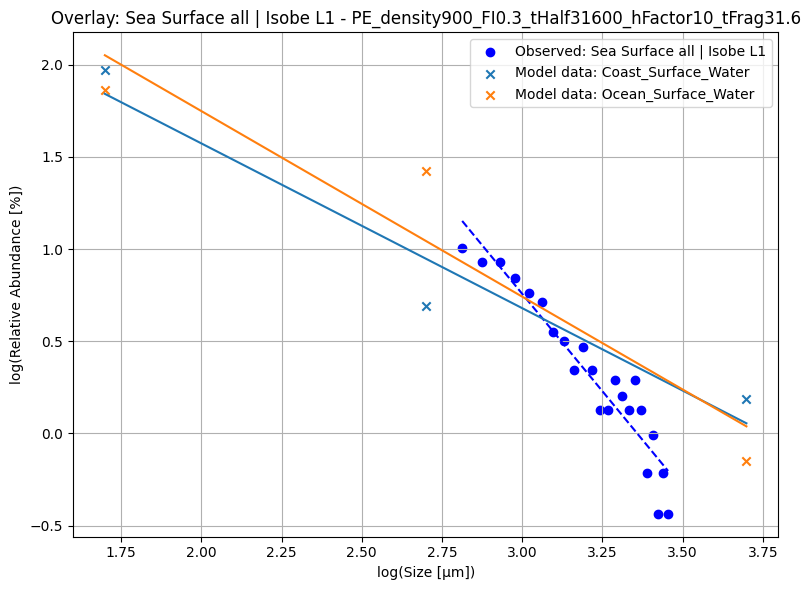 Overlay: Sea Surface all | Isobe L1 - PE_density900_FI0.3_tHalf31600_hFactor10_tFrag31.6
Observed: Sea Surface all | Isobe L1
Model data: Coast_Surface_Water
Model data: Ocean_Surface_Water
log(Relative Abundance [%])
2.0
1.5
1.0
0.5
0.0
−0.5
1.75
2.00
2.25
2.50
2.75
3.00
3.25
3.50
3.75
log(Size [μm])